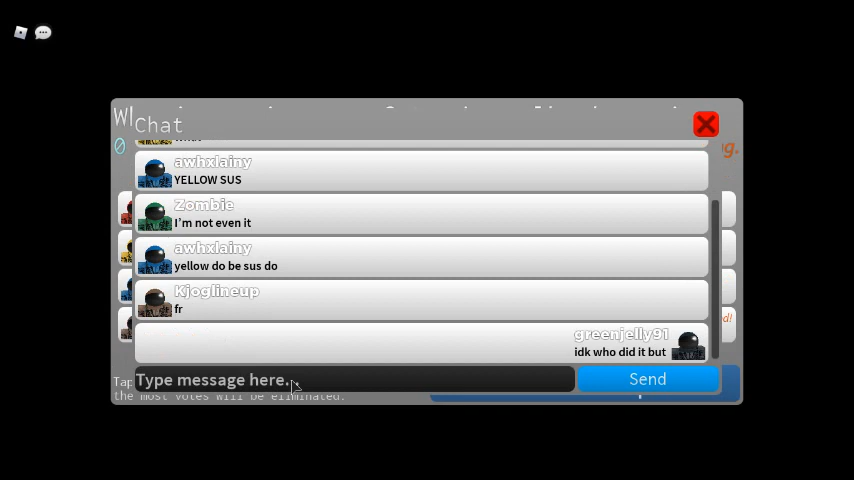 Chat
awhxlainy
YELLOW SUS
Zombie
I'm not even it
awhxlainy
yellow do be sus do
Kjoglineup
fr
greenjelly91
idk who did it but
Type message here...
Send
Tap
the most votes will be eliminated.